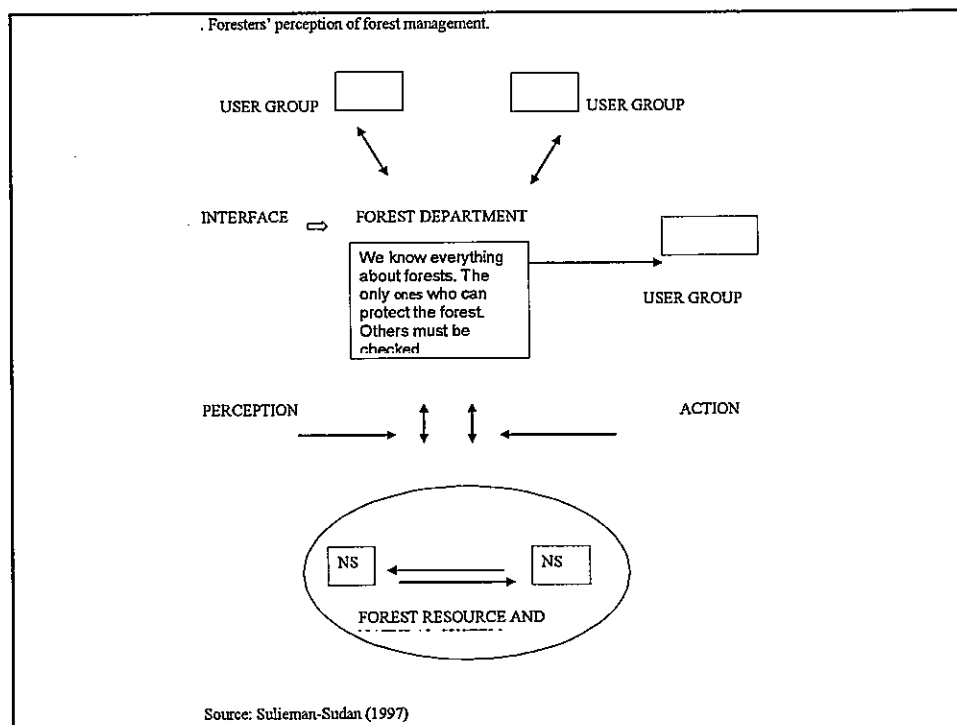 . Foresters' perception of forest management.
USER GROUP
USER GROUP
INTERFACE ⇨ FOREST DEPARTMENT
We know everything
about forests. The
only ones who can
protect the forest.
Others must be
checked
USER GROUP
PERCEPTION
ACTION
NS
NS
FOREST RESOURCE AND
Source: Sulieman-Sudan (1997)